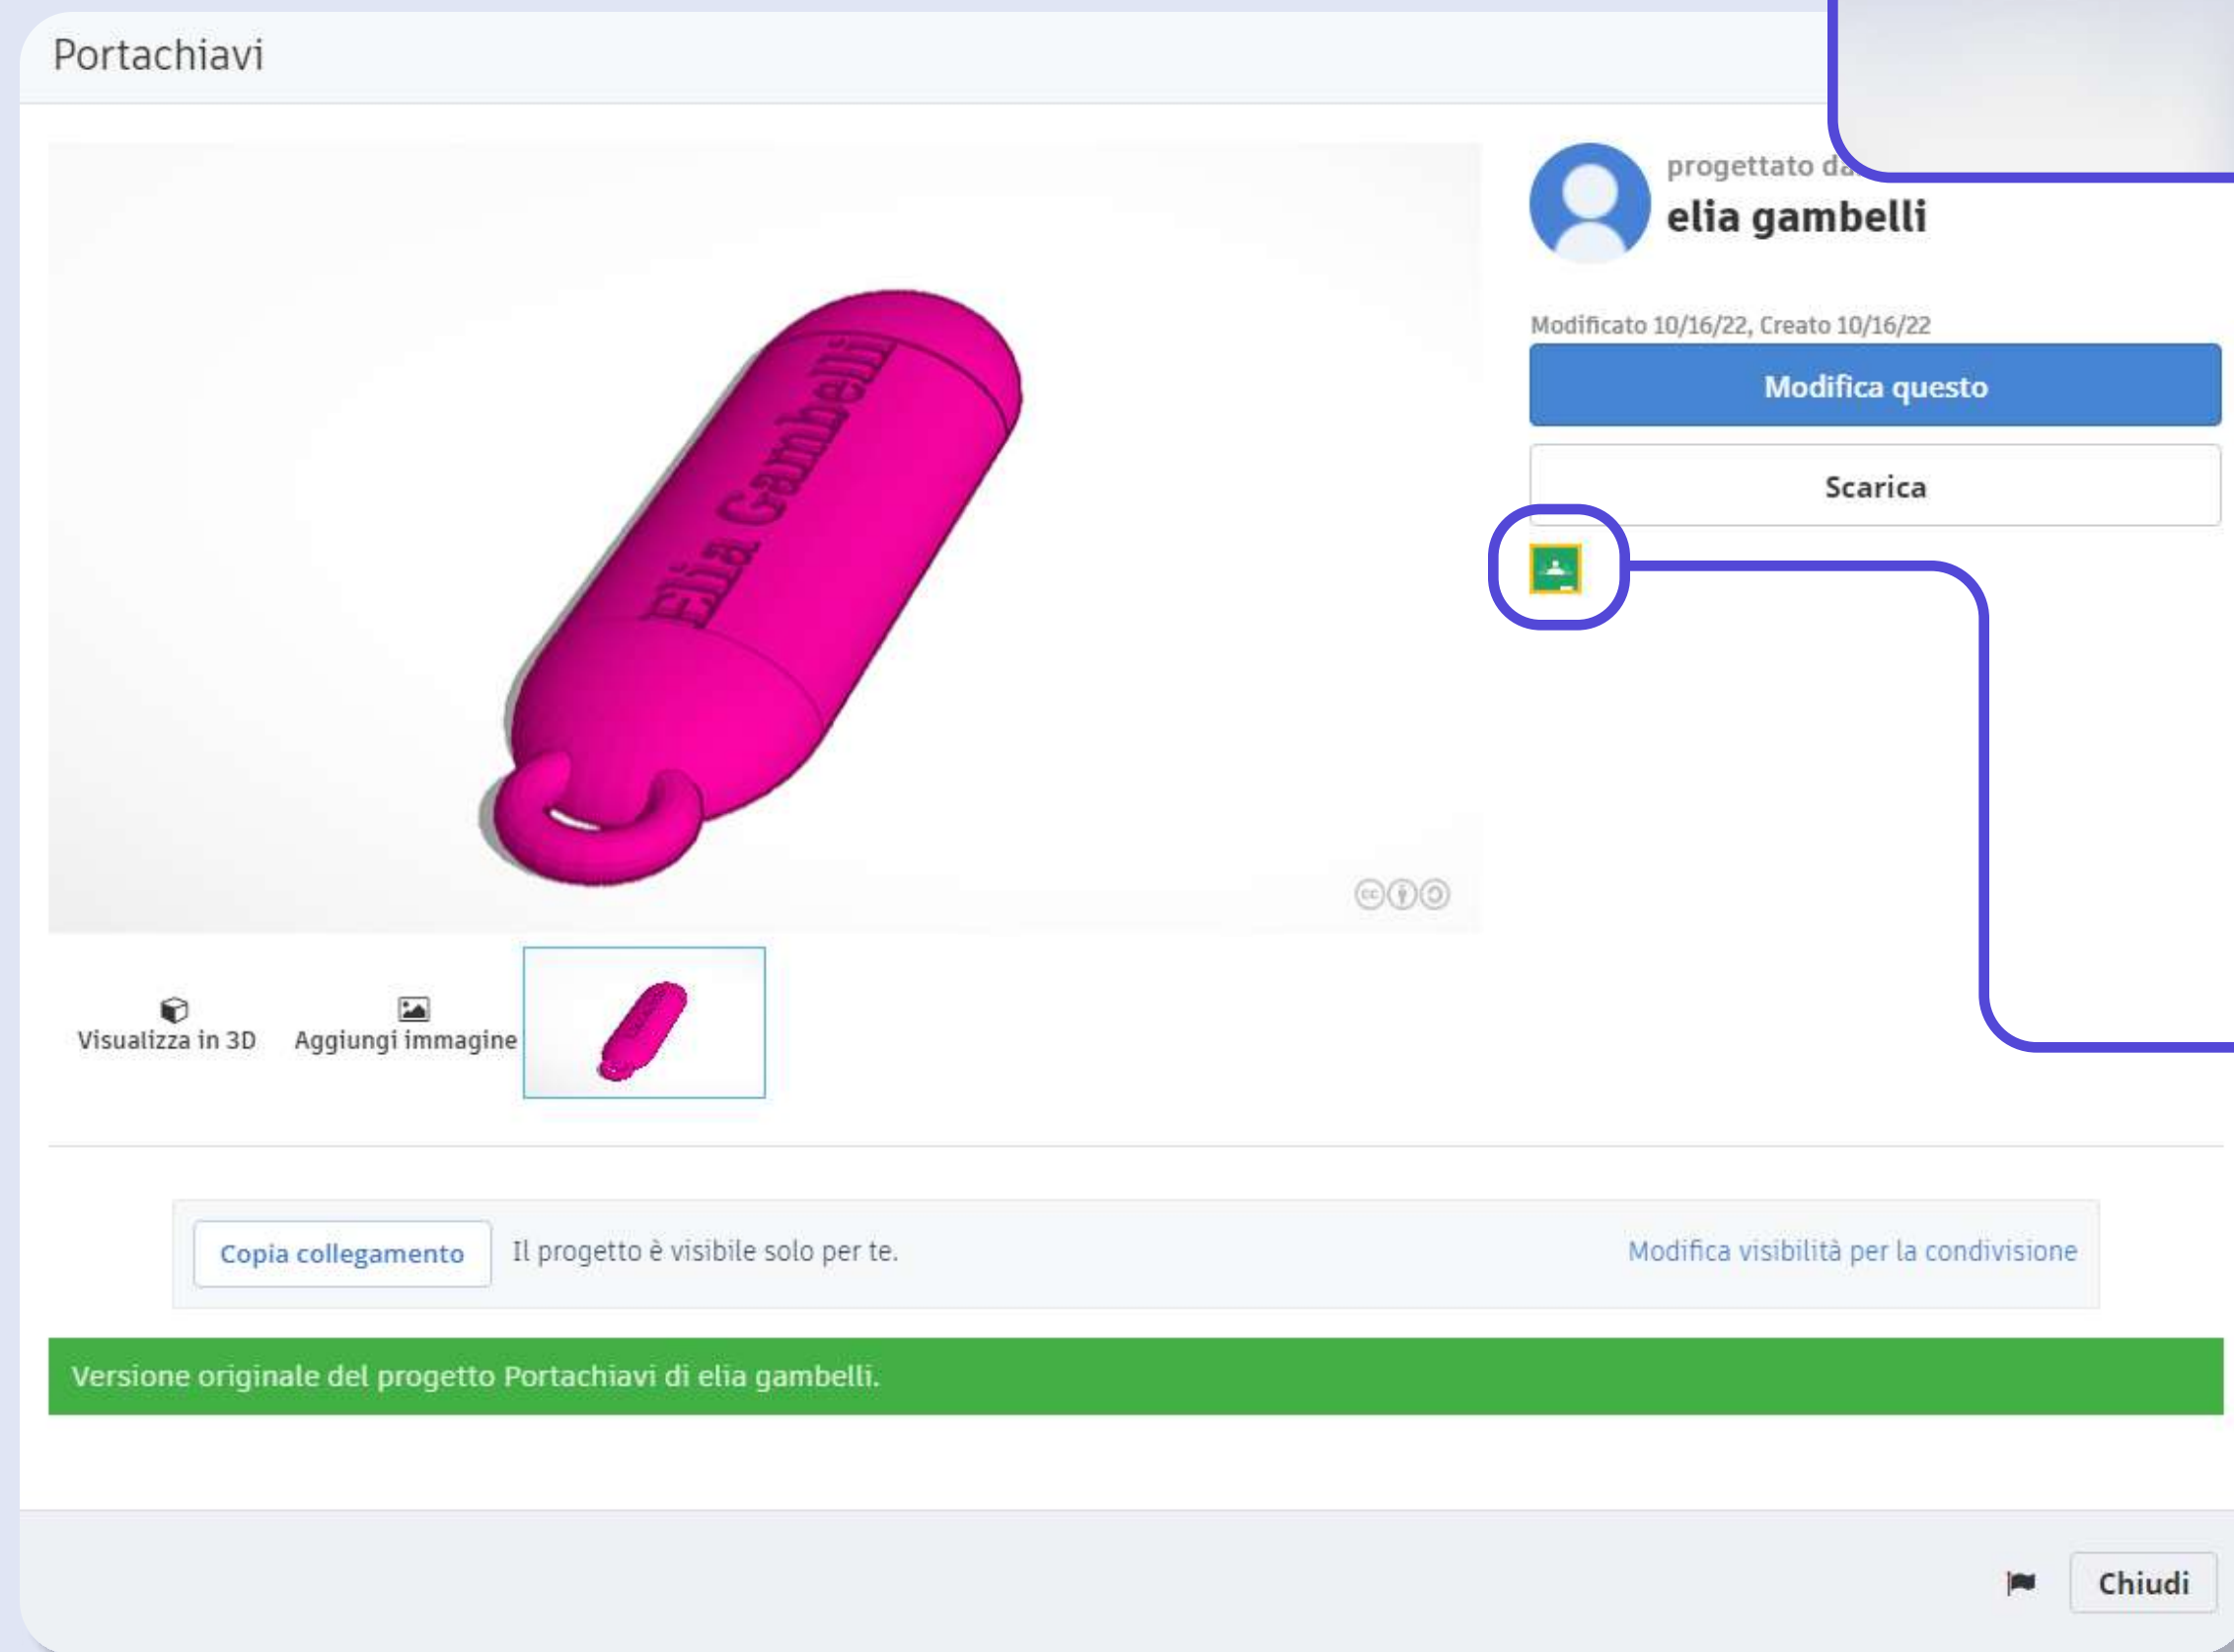 Portachiavi
progettato da
elia gambelli
Modificato 10/16/22, Creato 10/16/22
Modifica questo
Scarica
Elia Gambelli
Visualizza in 3D
Aggiungi immagine
Copia collegamento
Il progetto è visibile solo per te.
Modifica visibilità per la condivisione
Versione originale del progetto Portachiavi di elia gambelli.
Chiudi